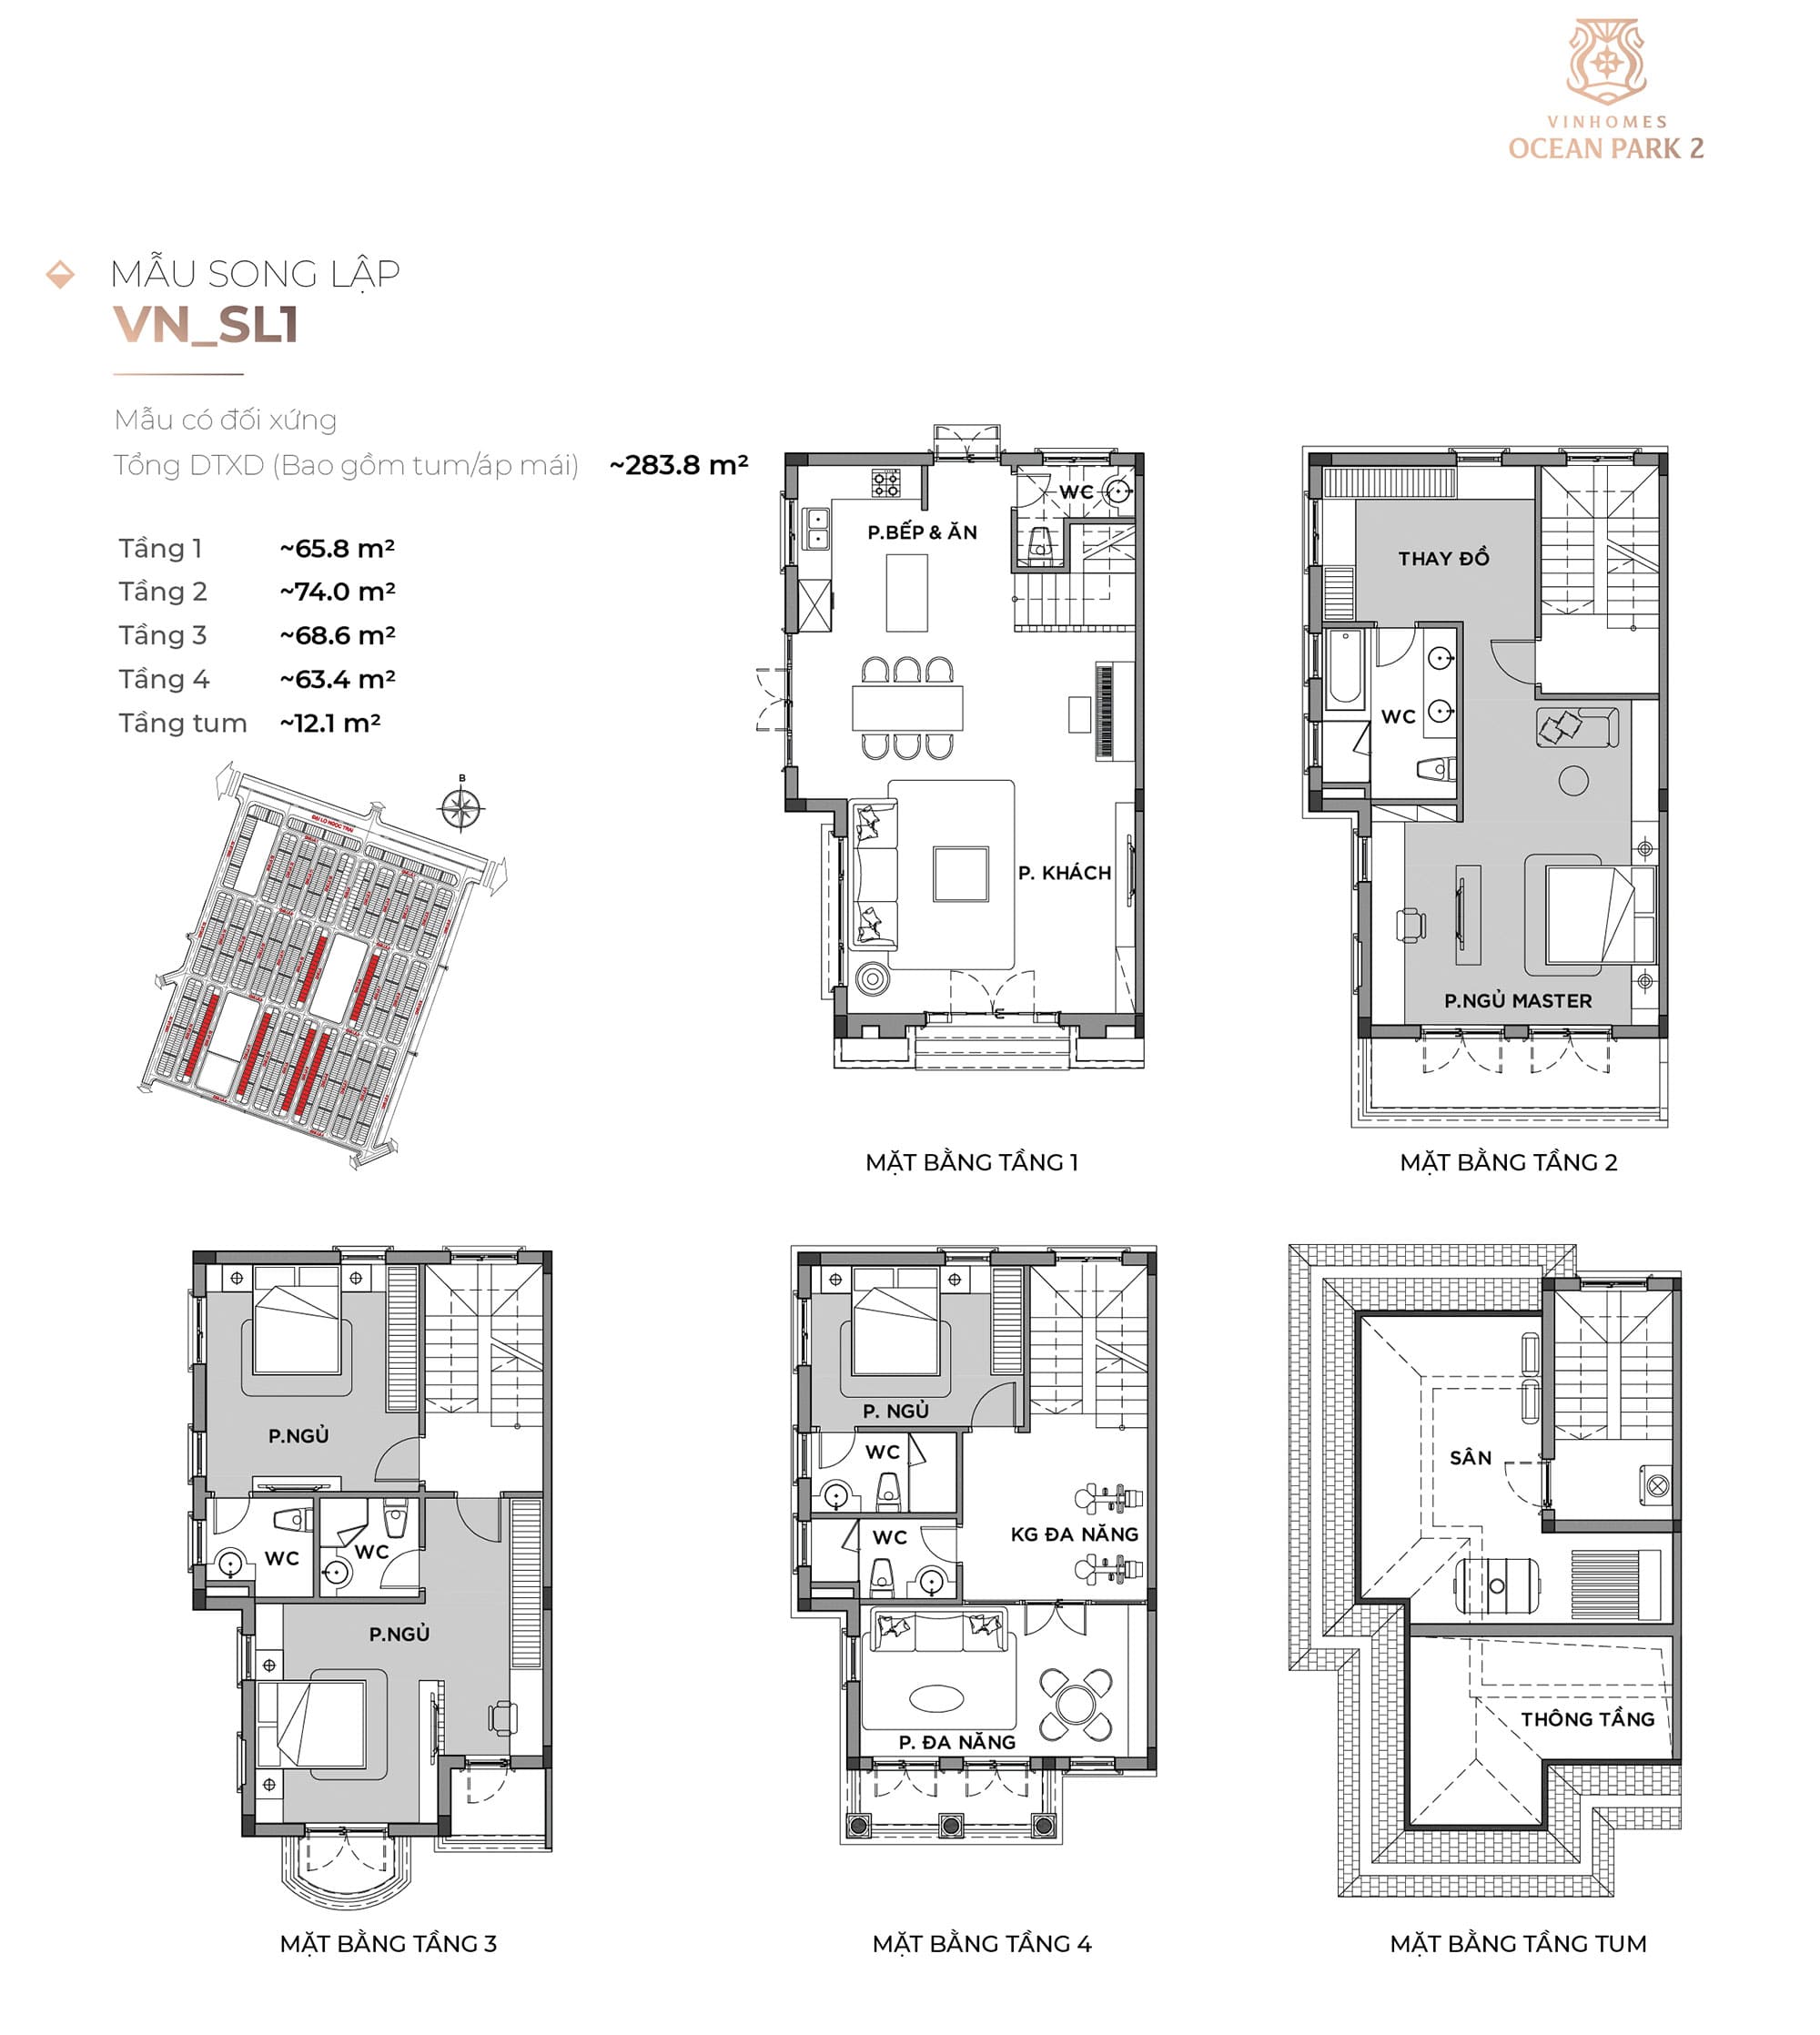 VINHOMES
OCEAN PARK 2
MẪU SONG LẬP
VN_SL1
Mẫu có đối xứng
Tổng DTXD (Bao gồm tum/áp mái) ~283.8 m²
Tầng 1 ~65.8 m²
Tầng 2 ~74.0 m²
Tầng 3 ~68.6 m²
Tầng 4 ~63.4 m²
Tầng tum ~12.1 m²
B
ĐẠI LỘ NGỌC TRAI
P.BẾP & ĂN
WC
P. KHÁCH
MẶT BẰNG TẦNG 1
THAY ĐỒ
WC
P.NGỦ MASTER
MẶT BẰNG TẦNG 2
P.NGỦ
WC
WC
P.NGỦ
MẶT BẰNG TẦNG 3
P. NGỦ
WC
WC
KG ĐA NĂNG
P. ĐA NĂNG
MẶT BẰNG TẦNG 4
SÂN
THÔNG TẦNG
MẶT BẰNG TẦNG TUM